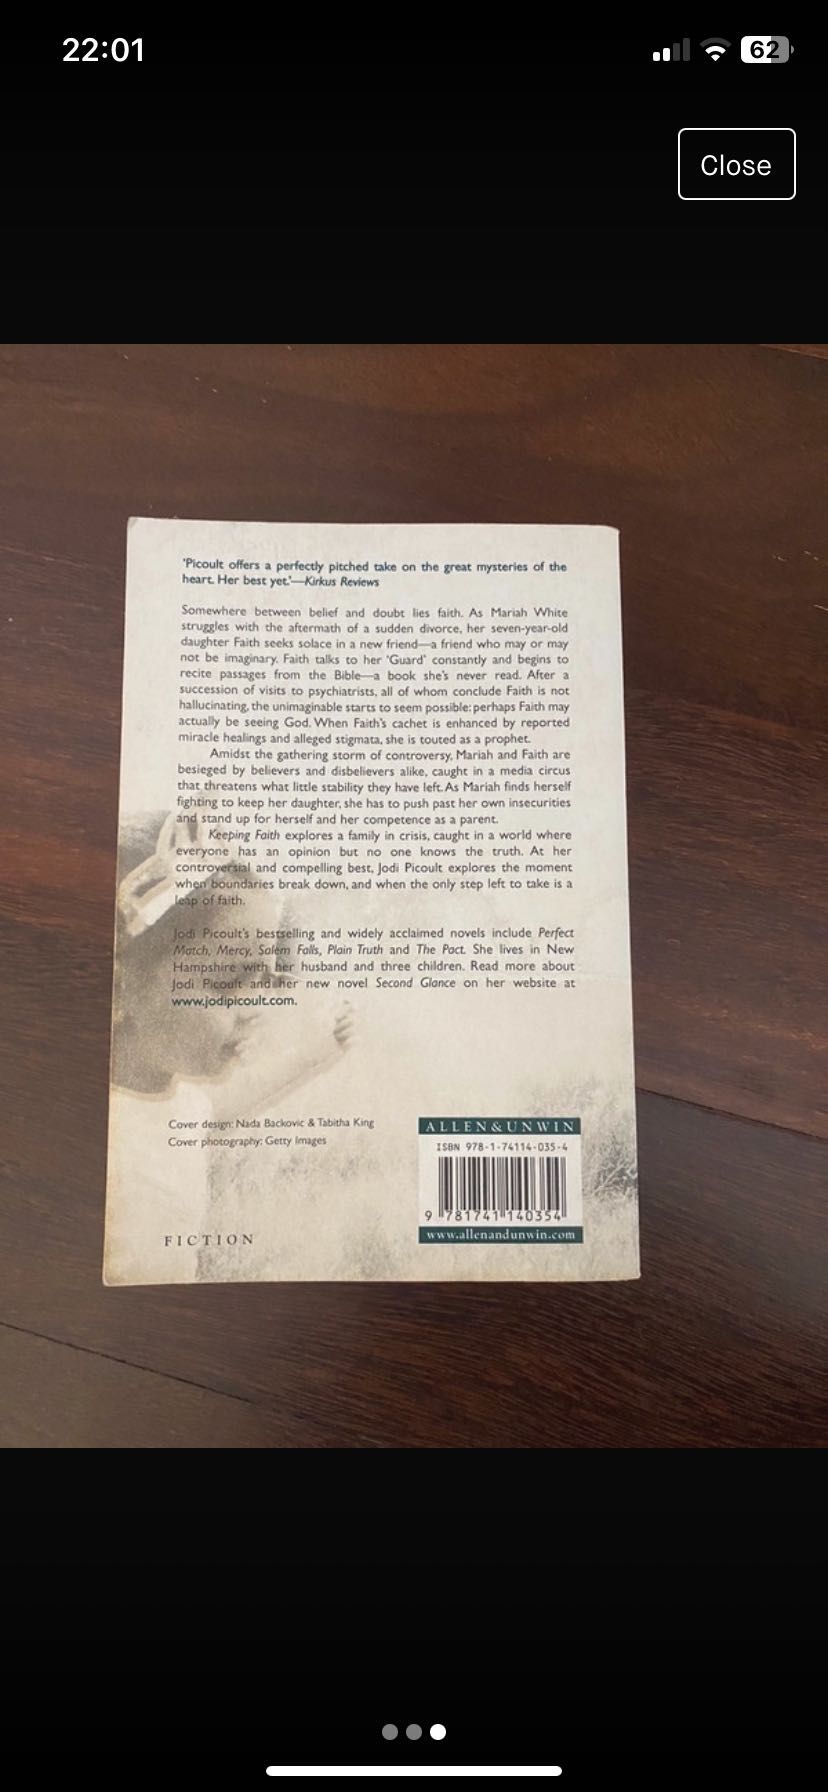 22:01
62
Close
'Picoult offers a perfectly pitched take on the great mysteries of the
heart. Her best yet.'—Kirkus Reviews
Somewhere between belief and doubt lies faith. As Mariah White
struggles with the aftermath of a sudden divorce, her seven-year-old
daughter Faith seeks solace in a new friend—a friend who may or may
not be imaginary. Faith talks to her 'Guard' constantly and begins to
recite passages from the Bible—a book she's never read. After a
succession of visits to psychiatrists, all of whom conclude Faith is not
hallucinating, the unimaginable starts to seem possible: perhaps Faith may
actually be seeing God. When Faith's cachet is enhanced by reported
miracle healings and alleged stigmata, she is touted as a prophet.
Amidst the gathering storm of controversy, Mariah and Faith are
besieged by believers and disbelievers alike, caught in a media circus
that threatens what little stability they have left. As Mariah finds herself
fighting to keep her daughter, she has to push past her own insecurities
and stand up for herself and her competence as a parent.
Keeping Faith explores a family in crisis, caught in a world where
everyone has an opinion but no one knows the truth. At her
controversial and compelling best, Jodi Picoult explores the moment
when boundaries break down, and when the only step left to take is a
leap of faith.
Jodi Picoult's bestselling and widely acclaimed novels include Perfect
Match, Mercy, Salem Falls, Plain Truth and The Pact. She lives in New
Hampshire with her husband and three children. Read more about
Jodi Picoult and her new novel Second Glance on her website at
www.jodipicoult.com.
Cover design: Nada Backovic & Tabitha King
Cover photography: Getty Images
FICTION
ALLEN & UNWIN
ISBN 978-1-74114-035-4
9 781741 140354
www.allenandunwin.com